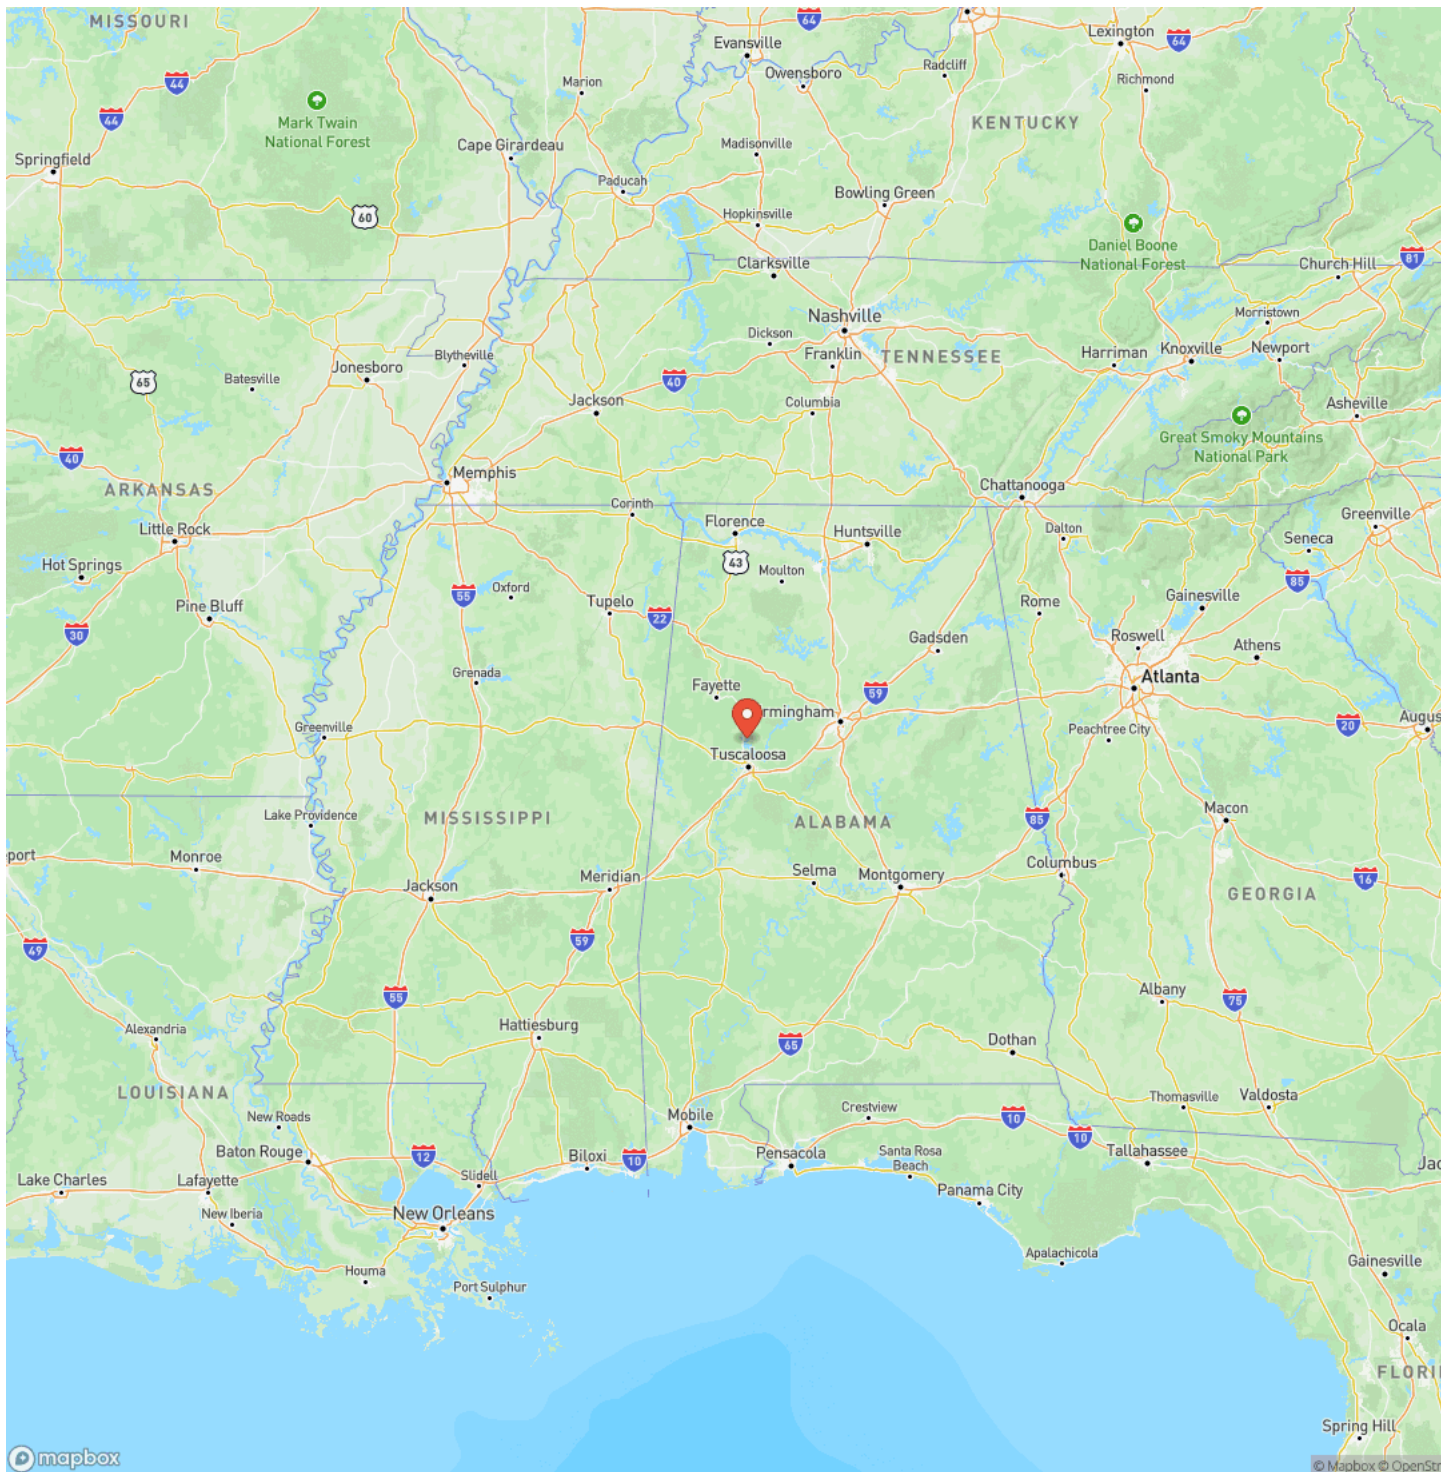 MISSOURI
64
Evansville
Lexington
64
Owensboro
Radcliff
Richmond
44
Marion
Mark Twain
National Forest
44
KENTUCKY
Springfield
Cape Girardeau
Madisonville
Paducah
Bowling Green
60
Hopkinsville
Daniel Boone
National Forest
Clarksville
Church Hill
81
Nashville
Morristown
Dickson
Blytheville
Franklin
TENNESSEE
Harriman
Knoxville
Newport
Jonesboro
65
Batesville
40
Jackson
Columbia
Asheville
Great Smoky Mountains
National Park
40
Memphis
ARKANSAS
Chattanooga
Corinth
Little Rock
Florence
Huntsville
Dalton
Greenville
Seneca
Hot Springs
43
Moulton
85
55
Oxford
Pine Bluff
Tupelo
22
Rome
Gainesville
30
Gadsden
Roswell
Athens
Grenada
Fayette
59
Atlanta
rmingham
Greenville
Peachtree City
20
Augus
Tuscaloosa
Lake Providence
MISSISSIPPI
ALABAMA
85
Macon
port
Monroe
Jackson
Meridian
Selma
Montgomery
Columbus
16
GEORGIA
49
59
55
Albany
75
Alexandria
Hattiesburg
65
Dothan
LOUISIANA
New Roads
Mobile
Crestview
10
10
Thomasville
Valdosta
Baton Rouge
12
Biloxi
10
Pensacola
Santa Rosa
Beach
Tallahassee
Jac
Lake Charles
Lafayette
Slidell
Panama City
New Iberia
New Orleans
Houma
Port Sulphur
Apalachicola
Gainesville
Ocala
FLORI
Spring Hill
mapbox
© Mapbox © OpenStr